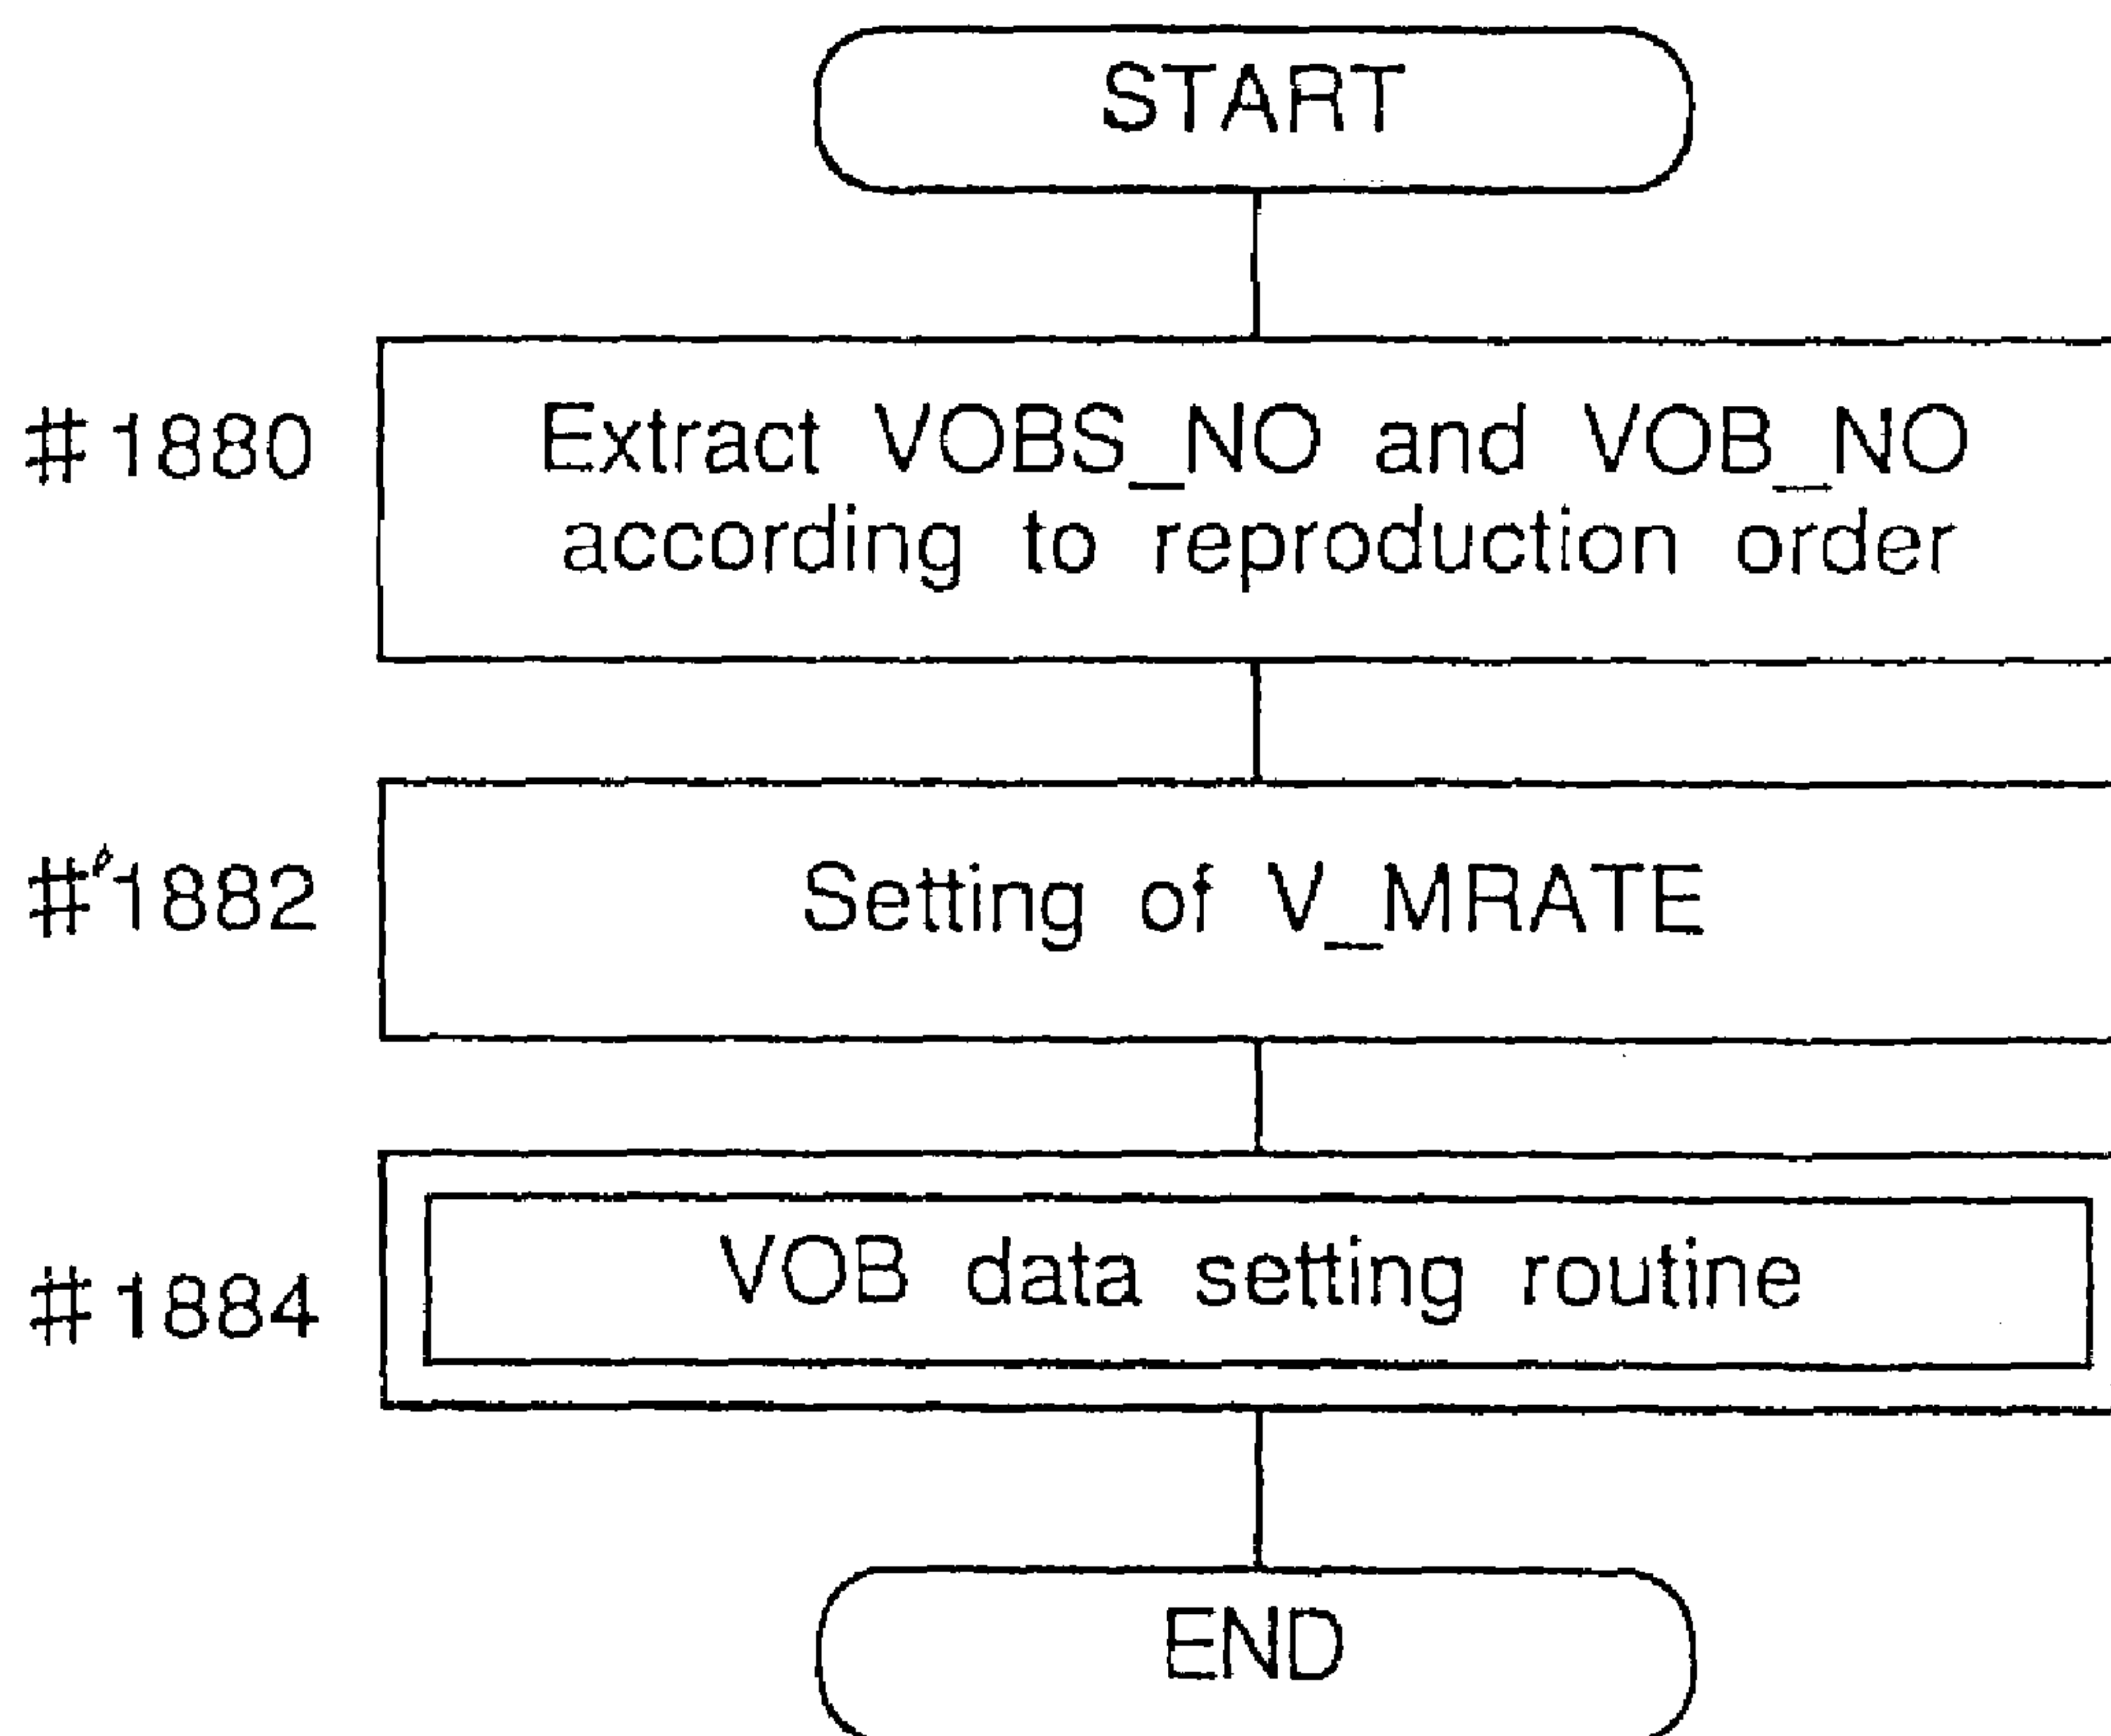 START
#1880
Extract VOBS_NO and VOB_NO
according to reproduction order
#1882
Setting of V_MRATE
#1884
VOB data setting routine
END